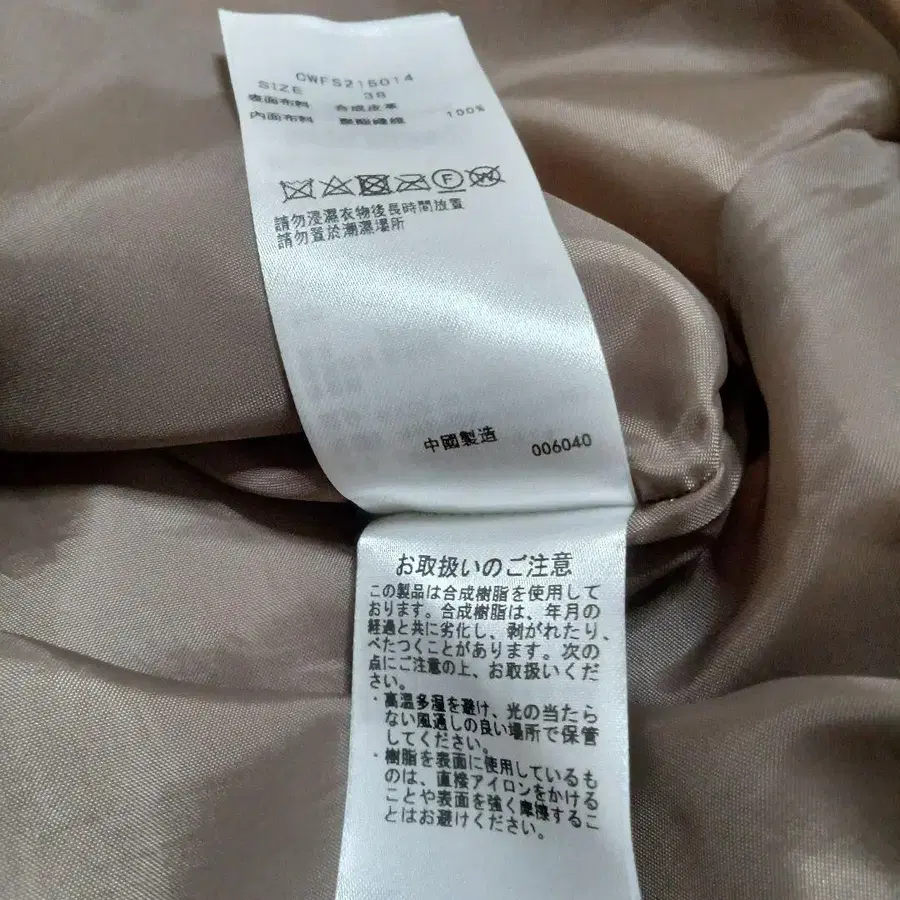 CWFS215014
SIZE 38
表面布料 合成皮革
內面布料 聚酯纖維 100%
F W
請勿浸濕衣物後長時間放置
請勿置於潮濕場所
中國製造 006040
お取扱いのご注意
この製品は合成樹脂を使用して
おります。合成樹脂は、年月の
経過と共に劣化し、剥がれたり、
べたつくことがあります。次の
点にご注意の上、お取扱いくだ
さい。
・高温多湿を避け、光の当たら
ない風通しの良い場所で保管
してください。
・樹脂を表面に使用しているも
のは、直接アイロンをかける
ことや表面を強く摩擦するこ
とはお避けください。